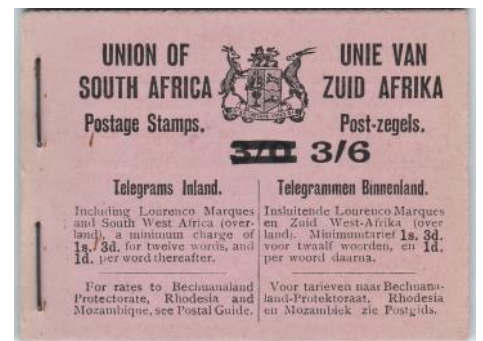 UNION OF
SOUTH AFRICA
Postage Stamps.
UNIE VAN
ZUID AFRIKA
Post-zegels.
3/0 3/6
Telegrams Inland.
Including Lourenco Marques
and South West Africa (over-
land), a minimum charge of
1s. 3d. for twelve words, and
1d. per word thereafter.
For rates to Bechuanaland
Protectorate, Rhodesia and
Mozambique, see Postal Guide.
Telegrammen Binnenland.
Insluitende Lourenco Marques
en Zuid West-Afrika (over
land). Minimumtarief 1s. 3d.
voor twaalf woorden, en 1d.
per woord daarna.
Voor tarieven naar Bechuana-
land-Protektoraat, Rhodesia
en Mozambiek zie Postgids.